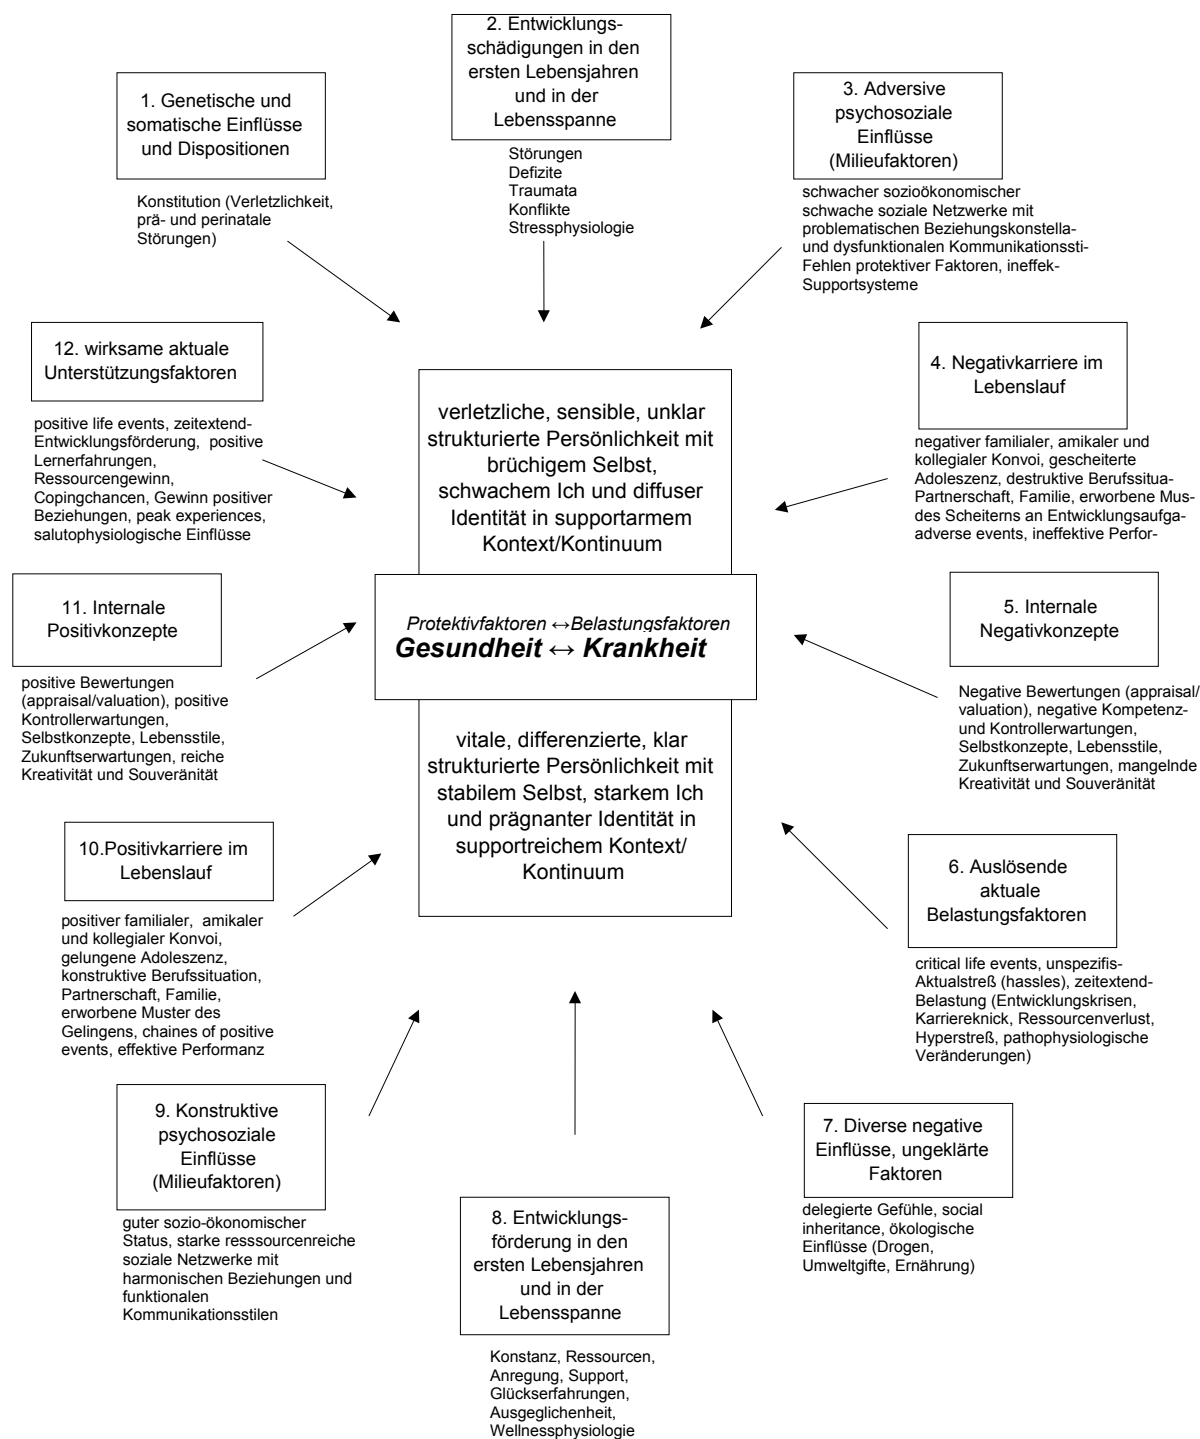 1. Genetische und
somatische Einflüsse
und Dispositionen
Konstitution (Verletzlichkeit,
prä- und perinatale
Störungen)
2. Entwicklungs-
schädigungen in den
ersten Lebensjahren
und in der
Lebensspanne
Störungen
Defizite
Traumata
Konflikte
Stressphysiologie
3. Adversive
psychosoziale
Einflüsse
(Milieufaktoren)
schwacher sozioökonomischer
schwache soziale Netzwerke mit
problematischen Beziehungskonstella-
und dysfunktionalen Kommunikationssti-
Fehlen protektiver Faktoren, ineffek-
Supportsysteme
4. Negativkarriere im
Lebenslauf
negativer familialer, amikaler und
kollegialer Konvoi, gescheiterte
Adoleszenz, destruktive Berufssitua-
Partnerschaft, Familie, erworbene Mus-
des Scheiterns an Entwicklungsaufga-
adverse events, ineffektive Perfor-
5. Internale
Negativkonzepte
Negative Bewertungen (appraisal/
valuation), negative Kompetenz-
und Kontrollerwartungen,
Selbstkonzepte, Lebensstile,
Zukunftserwartungen, mangelnde
Kreativität und Souveränität
6. Auslösende
aktuale
Belastungsfaktoren
critical life events, unspezifis-
Aktualstreß (hassles), zeitextend-
Belastung (Entwicklungskrisen,
Karriereknick, Ressourcenverlust,
Hyperstreß, pathophysiologische
Veränderungen)
7. Diverse negative
Einflüsse, ungeklärte
Faktoren
delegierte Gefühle, social
inheritance, ökologische
Einflüsse (Drogen,
Umweltgifte, Ernährung)
8. Entwicklungs-
förderung in den
ersten Lebensjahren
und in der
Lebensspanne
Konstanz, Ressourcen,
Anregung, Support,
Glückserfahrungen,
Ausgeglichenheit,
Wellnessphysiologie
9. Konstruktive
psychosoziale
Einflüsse
(Milieufaktoren)
guter sozio-ökonomischer
Status, starke resssourcenreiche
soziale Netzwerke mit
harmonischen Beziehungen und
funktionalen
Kommunikationsstilen
10.Positivkarriere im
Lebenslauf
positiver familialer, amikaler
und kollegialer Konvoi,
gelungene Adoleszenz,
konstruktive Berufssituation,
Partnerschaft, Familie,
erworbene Muster des
Gelingens, chaines of positive
events, effektive Performanz
11. Internale
Positivkonzepte
positive Bewertungen
(appraisal/valuation), positive
Kontrollerwartungen,
Selbstkonzepte, Lebensstile,
Zukunftserwartungen, reiche
Kreativität und Souveränität
12. wirksame aktuale
Unterstützungsfaktoren
positive life events, zeitextend-
Entwicklungsförderung, positive
Lernerfahrungen,
Ressourcengewinn,
Copingchancen, Gewinn positiver
Beziehungen, peak experiences,
salutophysiologische Einflüsse
verletzliche, sensible, unklar
strukturierte Persönlichkeit mit
brüchigem Selbst,
schwachem Ich und diffuser
Identität in supportarmem
Kontext/Kontinuum
Protektivfaktoren ↔Belastungsfaktoren
Gesundheit ↔ Krankheit
vitale, differenzierte, klar
strukturierte Persönlichkeit mit
stabilem Selbst, starkem Ich
und prägnanter Identität in
supportreichem Kontext/
Kontinuum